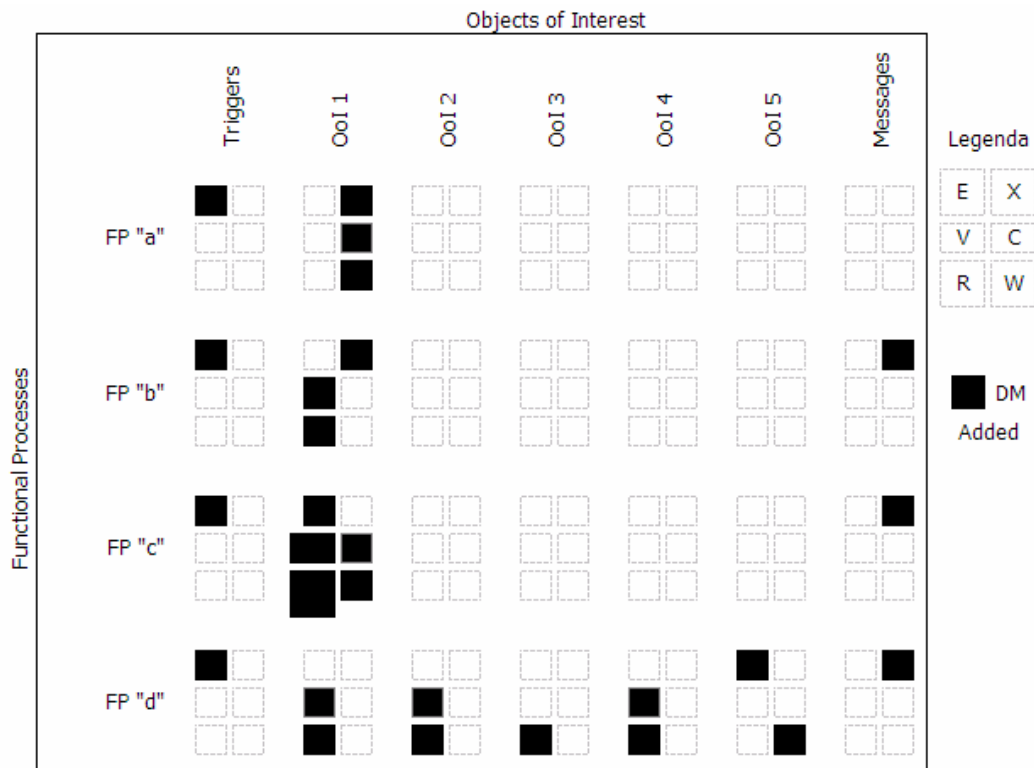 Objects of Interest
Triggers
OoI 1
OoI 2
OoI 3
OoI 4
OoI 5
Messages
Legenda
E X
V C
R W
DM
Added
Functional Processes
FP "a"
FP "b"
FP "c"
FP "d"